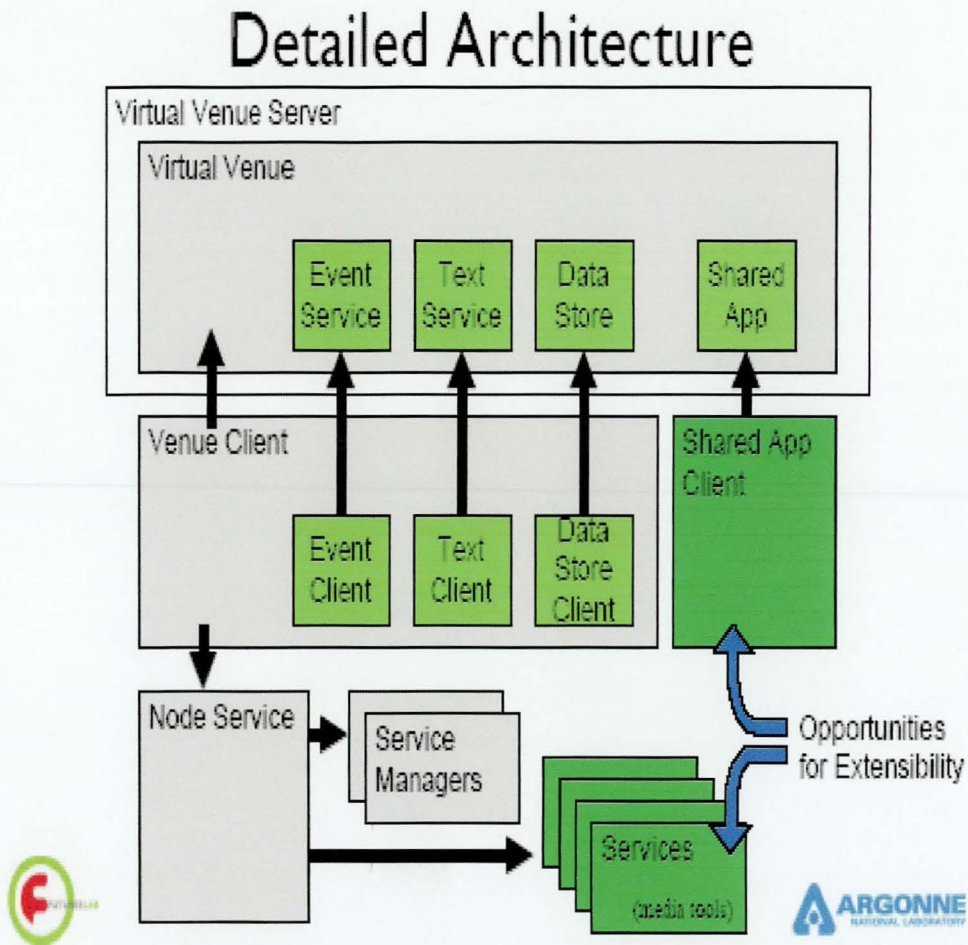 Detailed Architecture
Virtual Venue Server
Virtual Venue
Event
Service
Text
Service
Data
Store
Shared
App
Venue Client
Event
Client
Text
Client
Data
Store
Client
Shared App
Client
Node Service
Service
Managers
Services
(media tools)
Opportunities
for Extensibility
ARGONNE
NATIONAL LABORATORY